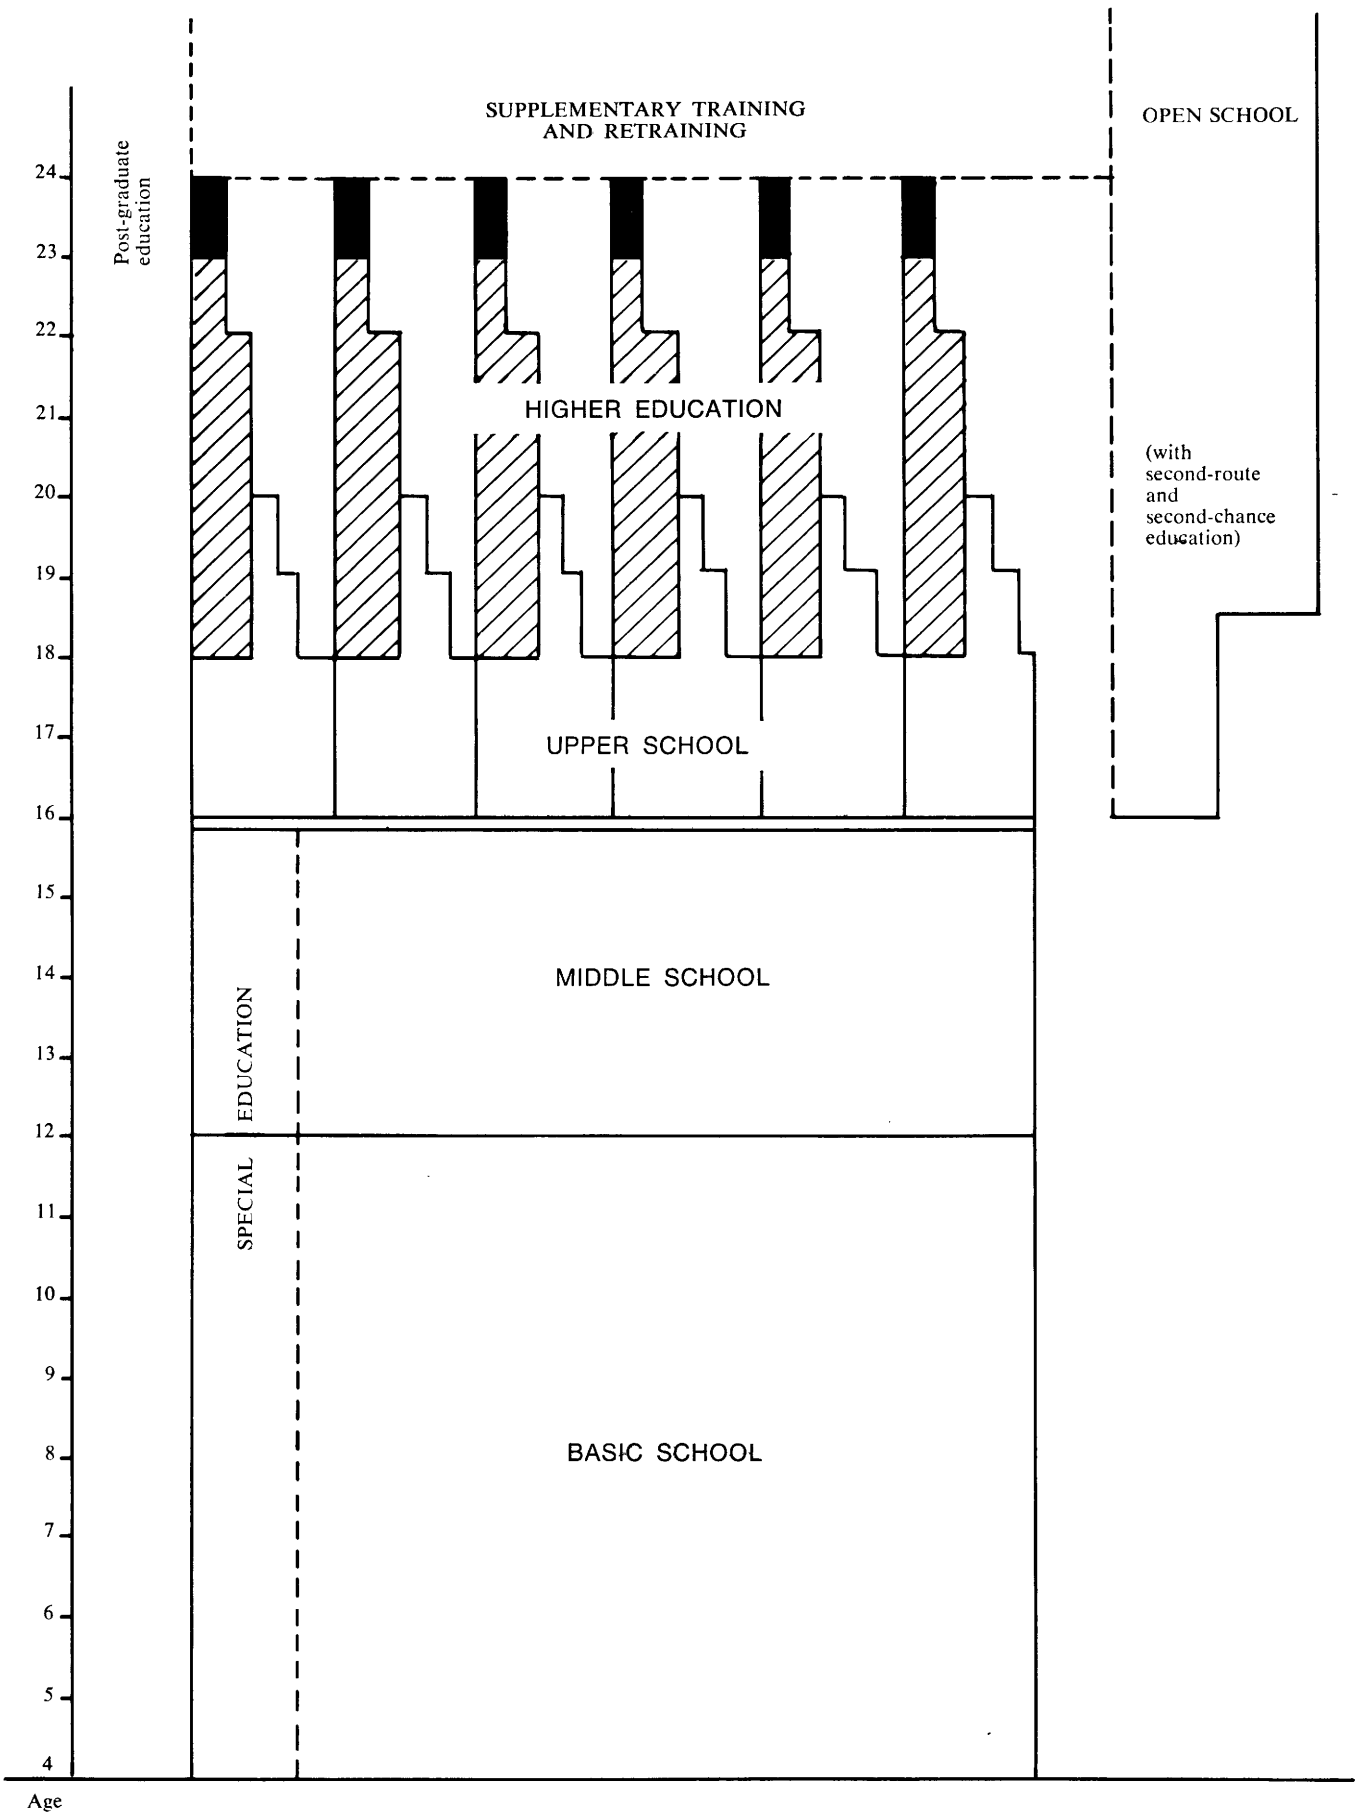 SUPPLEMENTARY TRAINING
AND RETRAINING
OPEN SCHOOL
Post-graduate
education
24
23
22
21
20
19
18
17
16
15
14
13
12
11
10
9
8
7
6
5
4
Age
HIGHER EDUCATION
(with
second-route
and
second-chance
education)
UPPER SCHOOL
MIDDLE SCHOOL
SPECIAL EDUCATION
BASIC SCHOOL